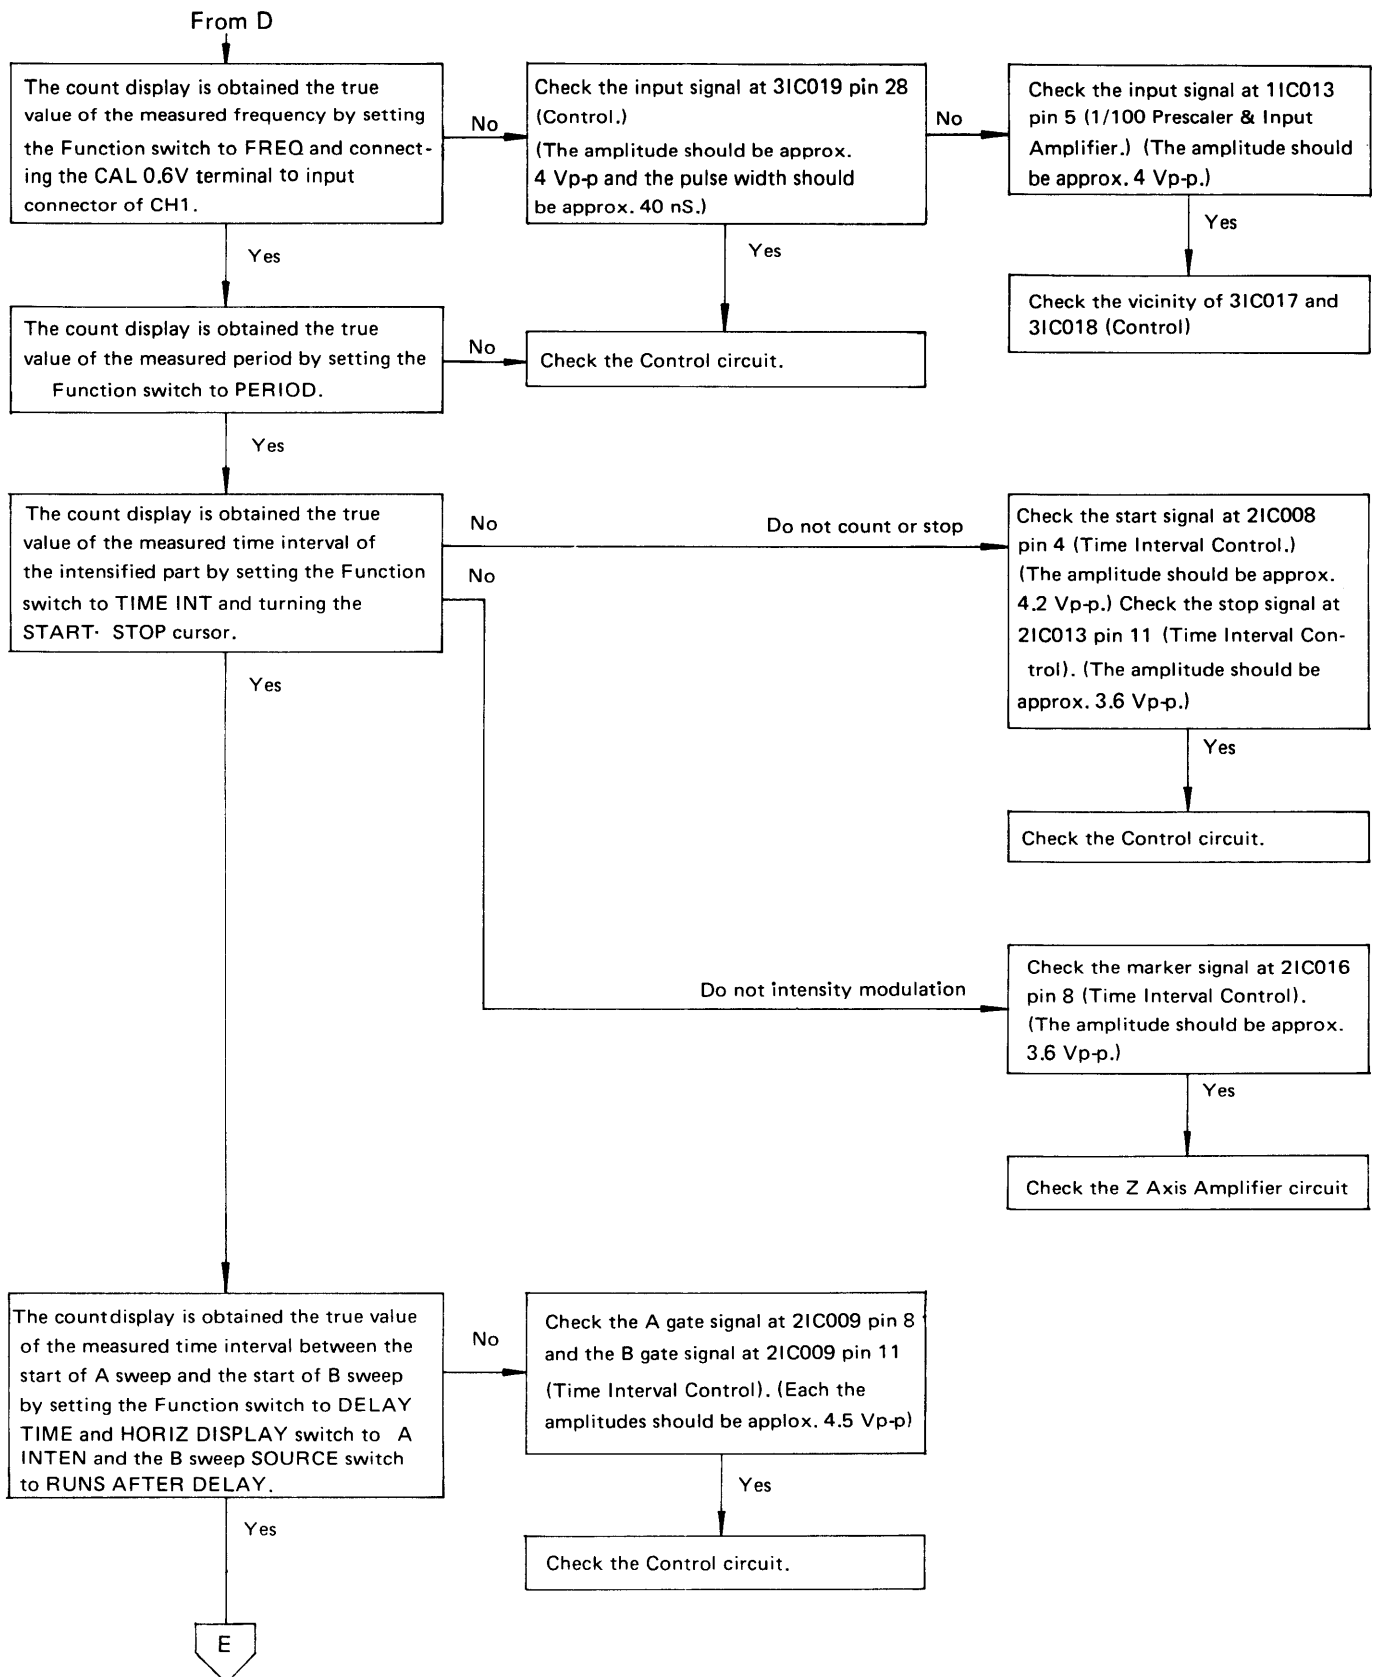 From D
The count display is obtained the true
value of the measured frequency by setting
the Function switch to FREQ and connect-
ing the CAL 0.6V terminal to input
connector of CH1.
No
Check the input signal at 3IC019 pin 28
(Control.)
(The amplitude should be approx.
4 Vp-p and the pulse width should
be approx. 40 nS.)
No
Check the input signal at 1IC013
pin 5 (1/100 Prescaler & Input
Amplifier.) (The amplitude should
be approx. 4 Vp-p.)
Yes
Yes
Yes
Check the vicinity of 3IC017 and
3IC018 (Control)
The count display is obtained the true
value of the measured period by setting the
Function switch to PERIOD.
No
Check the Control circuit.
Yes
The count display is obtained the true
value of the measured time interval of
the intensified part by setting the Function
switch to TIME INT and turning the
START· STOP cursor.
No
Do not count or stop
No
Check the start signal at 2IC008
pin 4 (Time Interval Control.)
(The amplitude should be approx.
4.2 Vp-p.) Check the stop signal at
2IC013 pin 11 (Time Interval Con-
trol). (The amplitude should be
approx. 3.6 Vp-p.)
Yes
Yes
Check the Control circuit.
Do not intensity modulation
Check the marker signal at 2IC016
pin 8 (Time Interval Control).
(The amplitude should be approx.
3.6 Vp-p.)
Yes
Check the Z Axis Amplifier circuit
The countdisplay is obtained the true value
of the measured time interval between the
start of A sweep and the start of B sweep
by setting the Function switch to DELAY
TIME and HORIZ DISPLAY switch to A
INTEN and the B sweep SOURCE switch
to RUNS AFTER DELAY.
No
Check the A gate signal at 2IC009 pin 8
and the B gate signal at 2IC009 pin 11
(Time Interval Control). (Each the
amplitudes should be applox. 4.5 Vp-p)
Yes
Yes
Check the Control circuit.
E